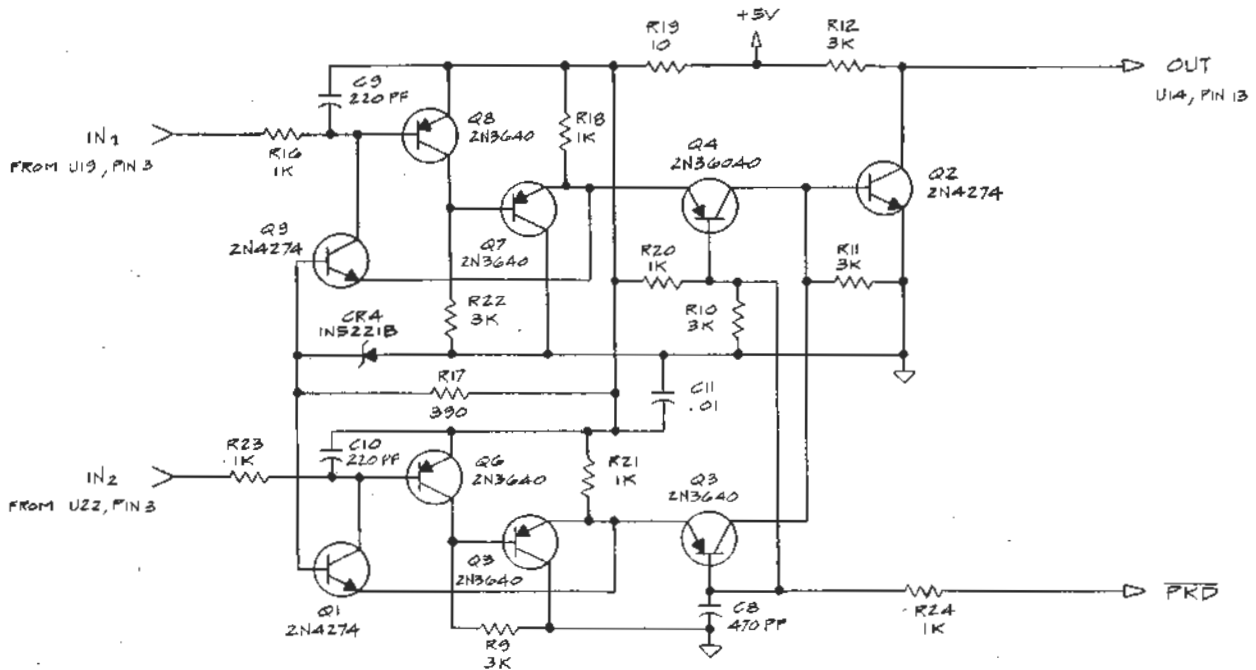 +5V
R19
10
R12
3K
OUT
U14, PIN 13
C9
220 PF
Q8
2N3640
R18
1K
IN1
FROM U19, PIN 3
R16
1K
Q4
2N36040
Q2
2N4274
Q9
2N4274
Q7
2N3640
R20
1K
R11
3K
R22
3K
R10
3K
CR4
1N5221B
R17
390
C11
.01
R23
1K
C10
220 PF
Q6
2N3640
R21
1K
Q3
2N3640
IN2
FROM U22, PIN 3
Q3
2N3640
Q1
2N4274
R9
3K
C8
470 PF
R24
1K
PKD